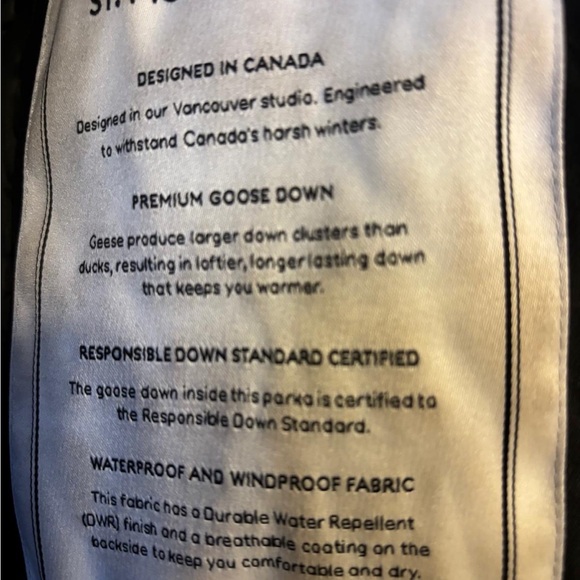 DESIGNED IN CANADA
Designed in our Vancouver studio. Engineered
to withstand Canada's harsh winters.
PREMIUM GOOSE DOWN
Geese produce larger down clusters than
ducks, resulting in loftier, longer lasting down
that keeps you warmer.
RESPONSIBLE DOWN STANDARD CERTIFIED
The goose down inside this parka is certified to
the Responsible Down Standard.
WATERPROOF AND WINDPROOF FABRIC
This fabric has a Durable Water Repellent
(DWR) finish and a breathable coating on the
backside to keep you comfortable and dry.